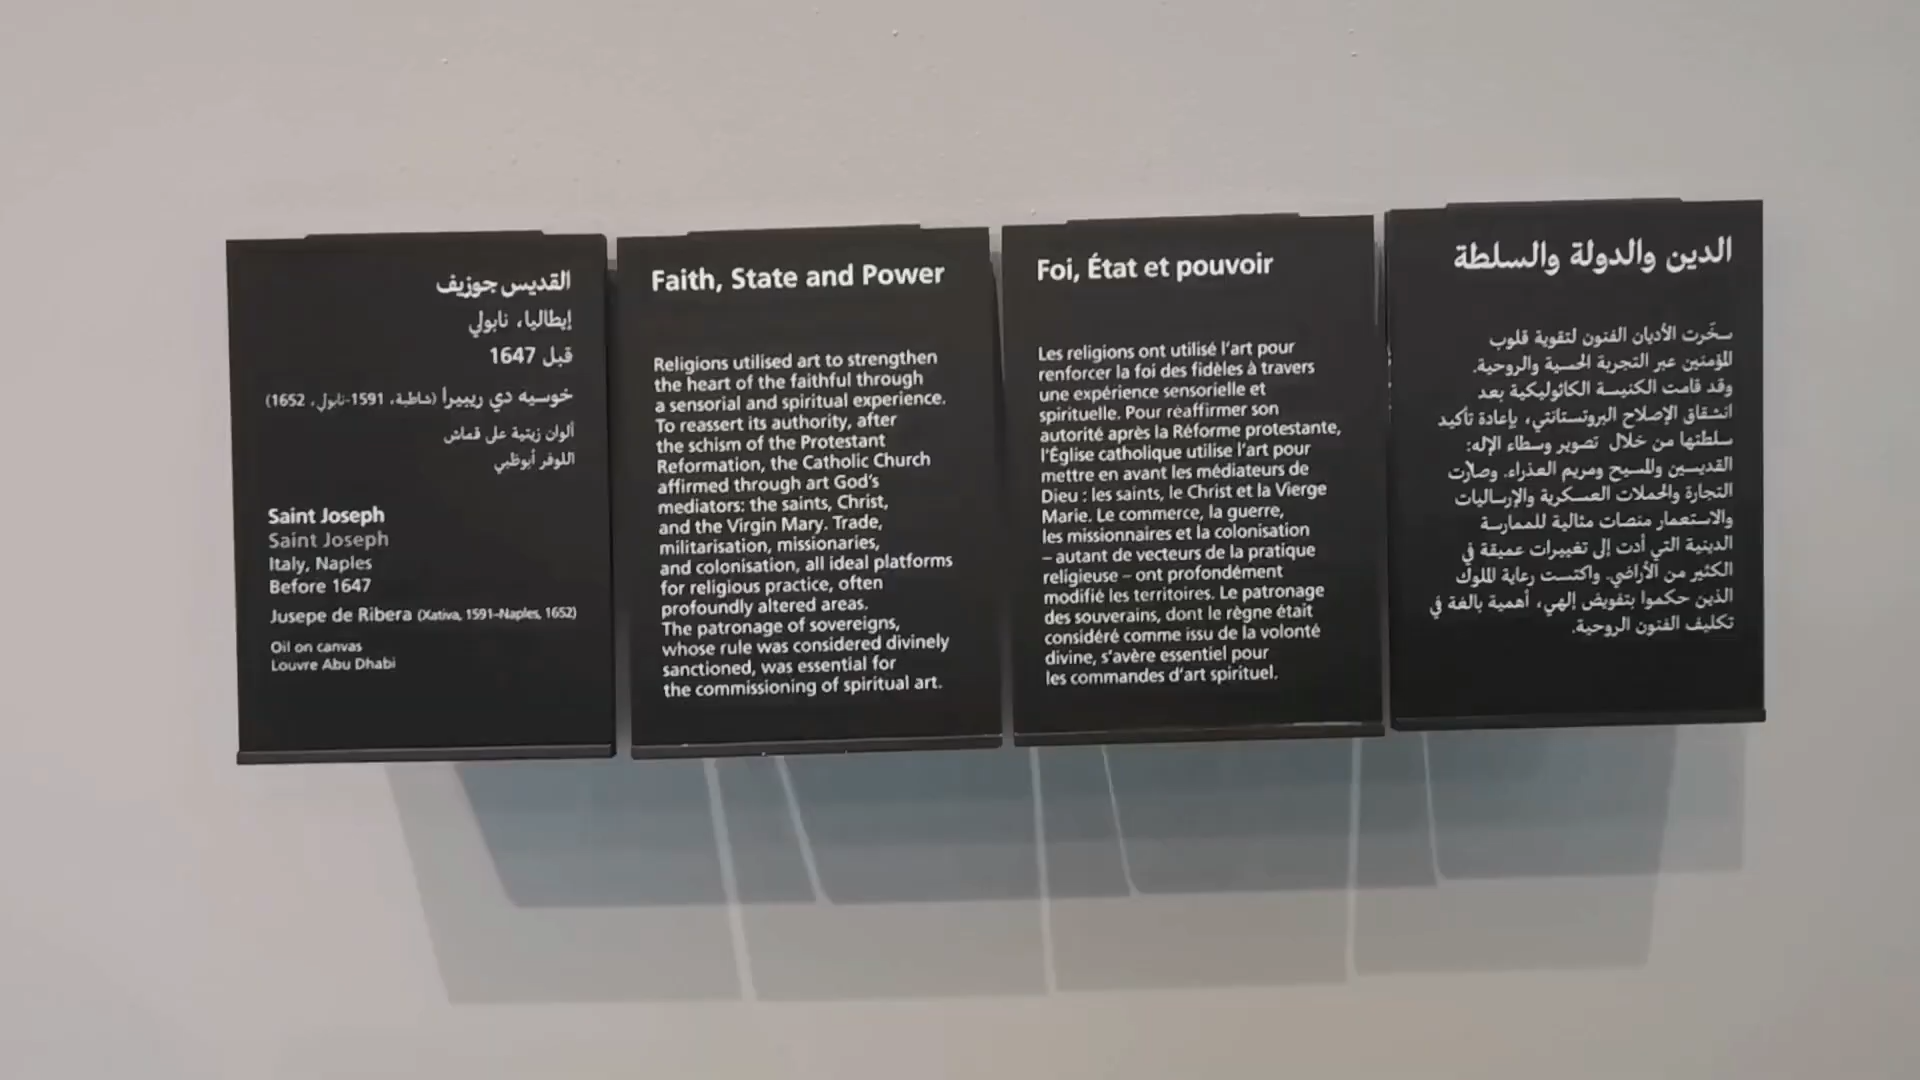 القديس جوزيف
إيطاليا، نابولي
قبل 1647
خوسيه دي ريبيرا (شاطبة، 1591-نابولي، 1652)
ألوان زيتية على قماش
اللوفر أبوظبي
Saint Joseph
Saint Joseph
Italy, Naples
Before 1647
Jusepe de Ribera (Xativa, 1591–Naples, 1652)
Oil on canvas
Louvre Abu Dhabi
Faith, State and Power
Religions utilised art to strengthen
the heart of the faithful through
a sensorial and spiritual experience.
To reassert its authority, after
the schism of the Protestant
Reformation, the Catholic Church
affirmed through art God's
mediators: the saints, Christ,
and the Virgin Mary. Trade,
militarisation, missionaries,
and colonisation, all ideal platforms
for religious practice, often
profoundly altered areas.
The patronage of sovereigns,
whose rule was considered divinely
sanctioned, was essential for
the commissioning of spiritual art.
Foi, État et pouvoir
Les religions ont utilisé l'art pour
renforcer la foi des fidèles à travers
une expérience sensorielle et
spirituelle. Pour réaffirmer son
autorité après la Réforme protestante,
l'Église catholique utilise l'art pour
mettre en avant les médiateurs de
Dieu : les saints, le Christ et la Vierge
Marie. Le commerce, la guerre,
les missionnaires et la colonisation
– autant de vecteurs de la pratique
religieuse – ont profondément
modifié les territoires. Le patronage
des souverains, dont le règne était
considéré comme issu de la volonté
divine, s'avère essentiel pour
les commandes d'art spirituel.
الدين والدولة والسلطة
سخّرت الأديان الفنون لتقوية قلوب
المؤمنين عبر التجربة الحسية والروحية.
وقد قامت الكنيسة الكاثوليكية بعد
انشقاق الإصلاح البروتستانتي، بإعادة تأكيد
سلطتها من خلال تصوير وسطاء الإله:
القديسين والمسيح ومريم العذراء. وصارت
التجارة والحملات العسكرية والإرساليات
والاستعمار منصات مثالية للممارسة
الدينية التي أدت إلى تغييرات عميقة في
الكثير من الأراضي. واكتست رعاية الملوك
الذين حكموا بتفويض إلهي، أهمية بالغة في
تكليف الفنون الروحية.